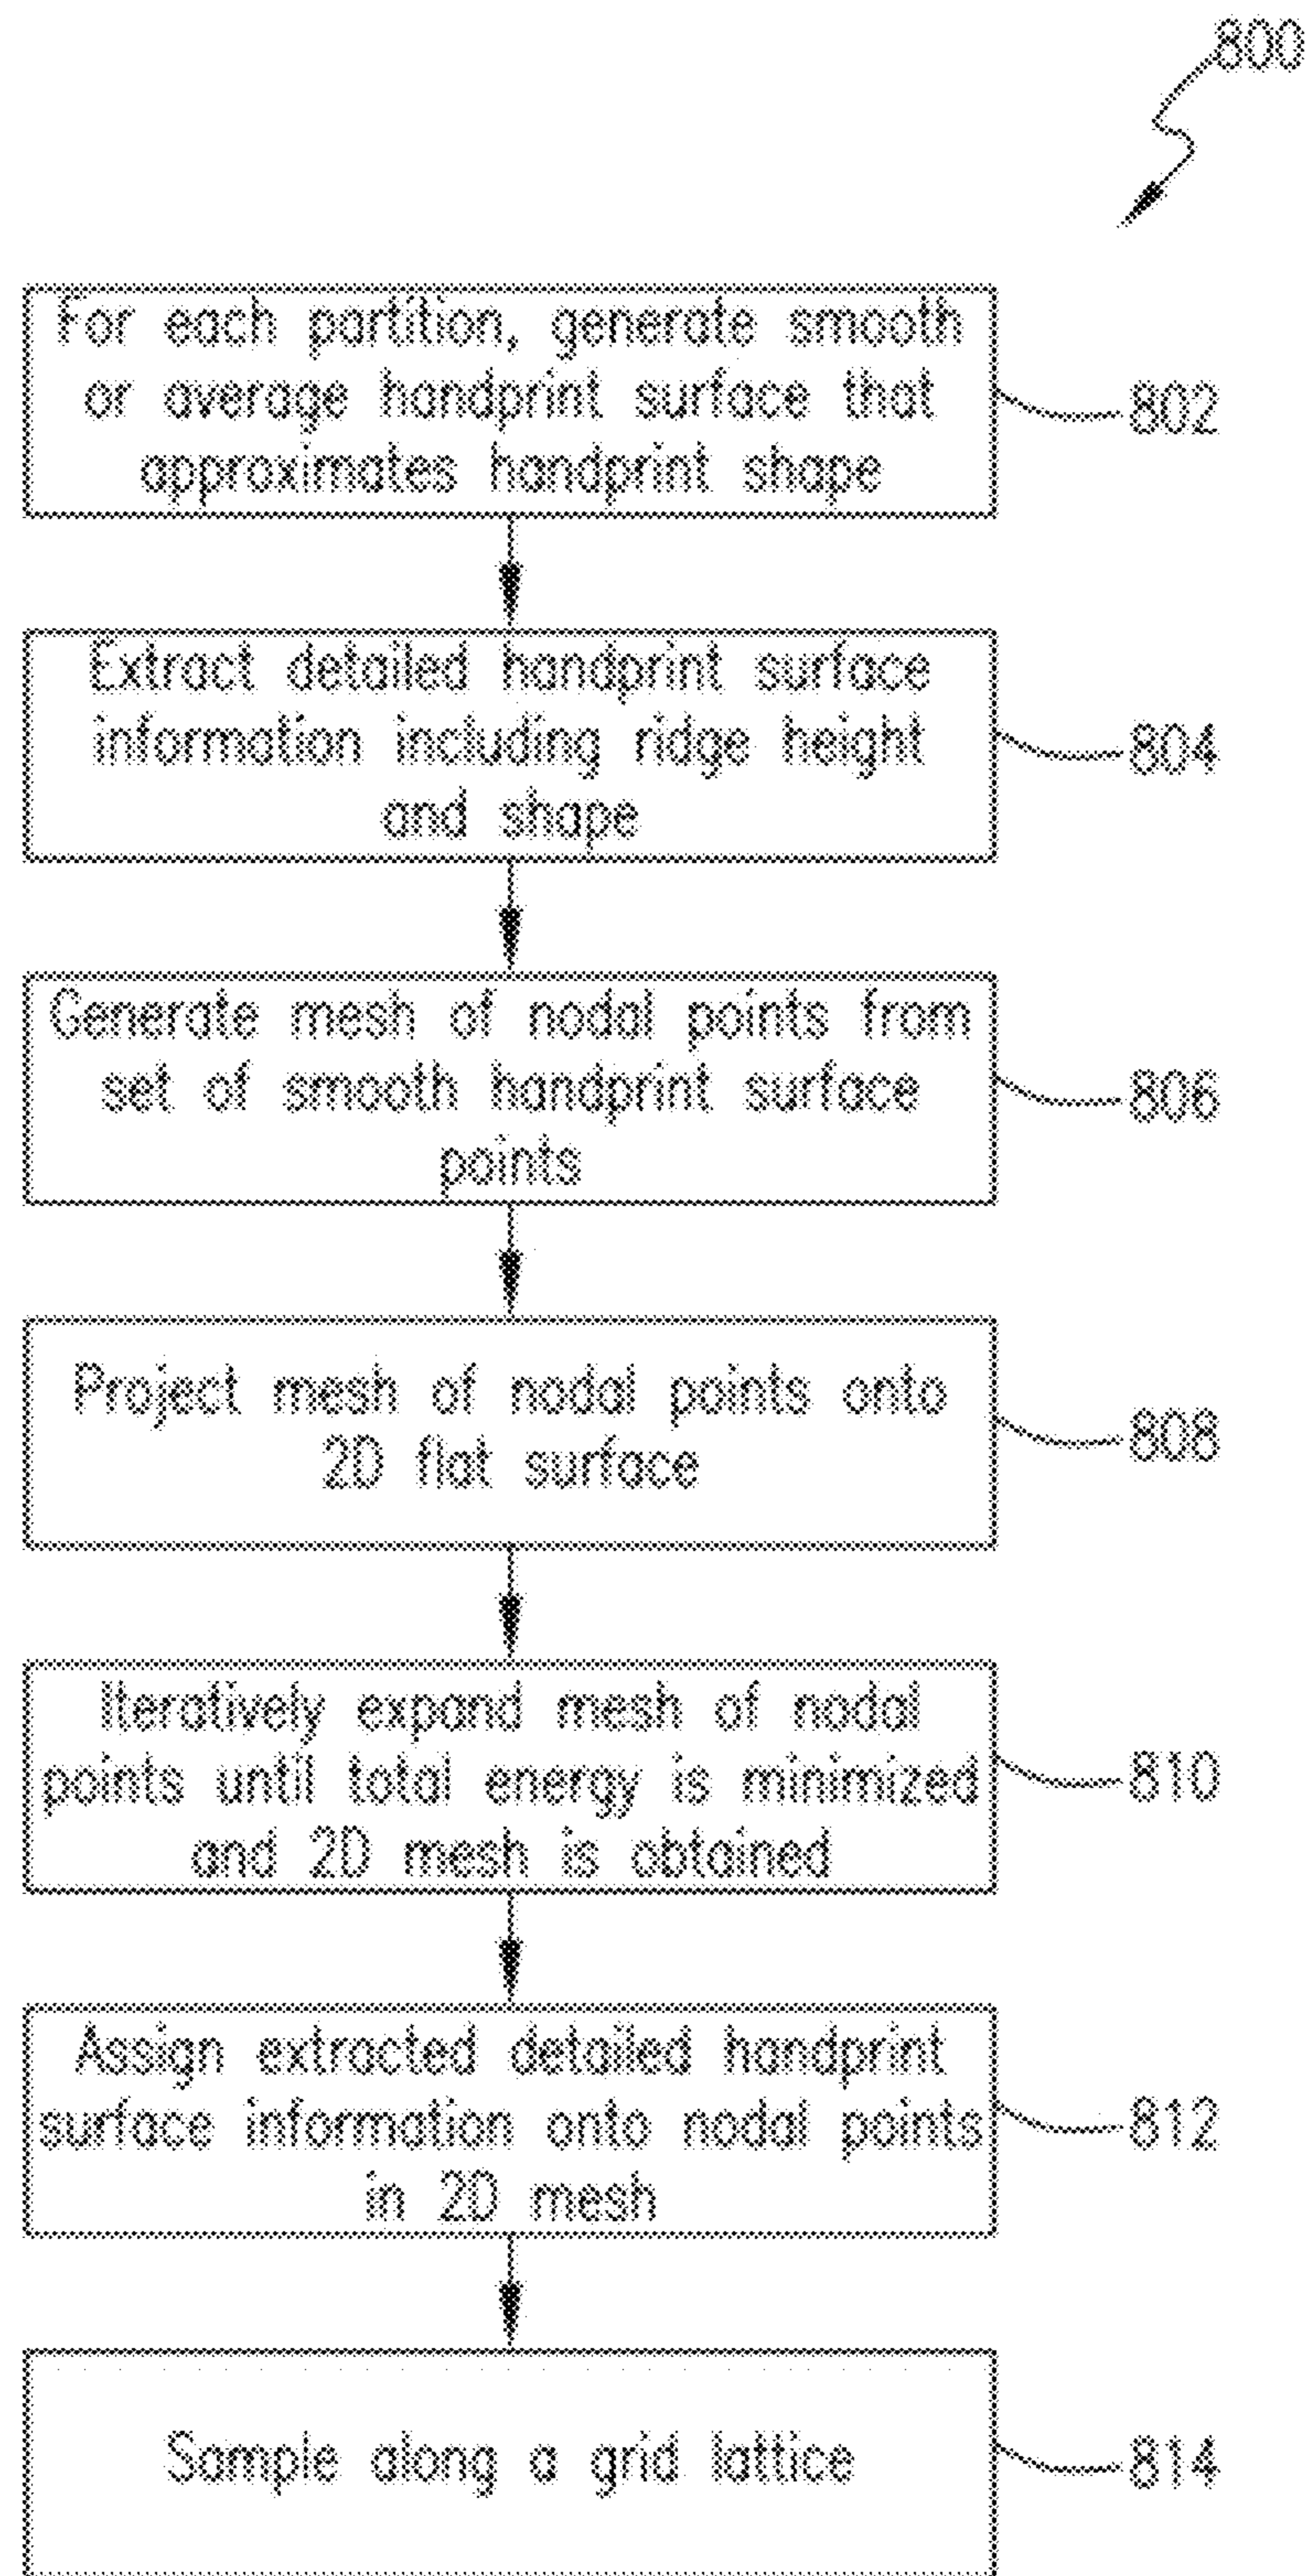 800
For each partition, generate smooth
or average handprint surface that
approximates handprint shape
802
Extract detailed handprint surface
information including ridge height
and shape
804
Generate mesh of nodal points from
set of smooth handprint surface
points
806
Project mesh of nodal points onto
2D flat surface
808
Iteratively expand mesh of nodal
points until total energy is minimized
and 2D mesh is obtained
810
Assign extracted detailed handprint
surface information onto nodal points
in 2D mesh
812
Sample along a grid lattice
814